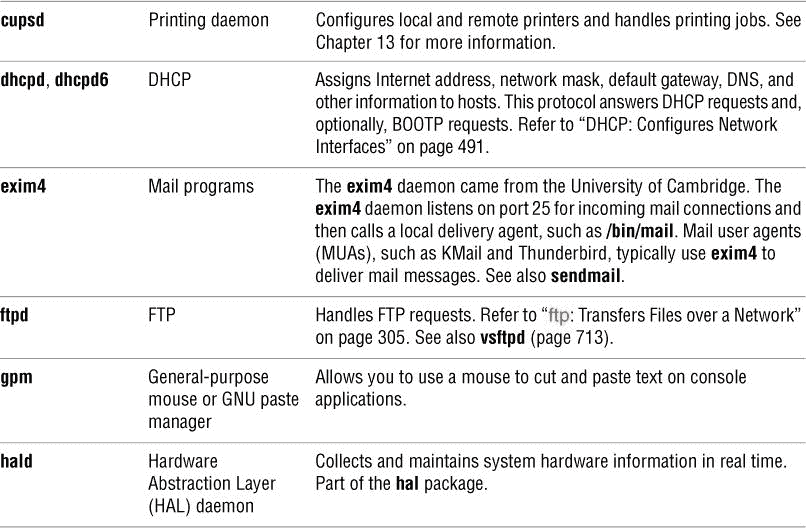 cupsd Printing daemon Configures local and remote printers and handles printing jobs. See
Chapter 13 for more information.
dhcpd, dhcpd6 DHCP Assigns Internet address, network mask, default gateway, DNS, and
other information to hosts. This protocol answers DHCP requests and,
optionally, BOOTP requests. Refer to “DHCP: Configures Network
Interfaces” on page 491.
exim4 Mail programs The exim4 daemon came from the University of Cambridge. The
exim4 daemon listens on port 25 for incoming mail connections and
then calls a local delivery agent, such as /bin/mail. Mail user agents
(MUAs), such as KMail and Thunderbird, typically use exim4 to
deliver mail messages. See also sendmail.
ftpd FTP Handles FTP requests. Refer to “ftp: Transfers Files over a Network”
on page 305. See also vsftpd (page 713).
gpm General-purpose Allows you to use a mouse to cut and paste text on console
mouse or GNU paste applications.
manager
hald Hardware Collects and maintains system hardware information in real time.
Abstraction Layer Part of the hal package.
(HAL) daemon